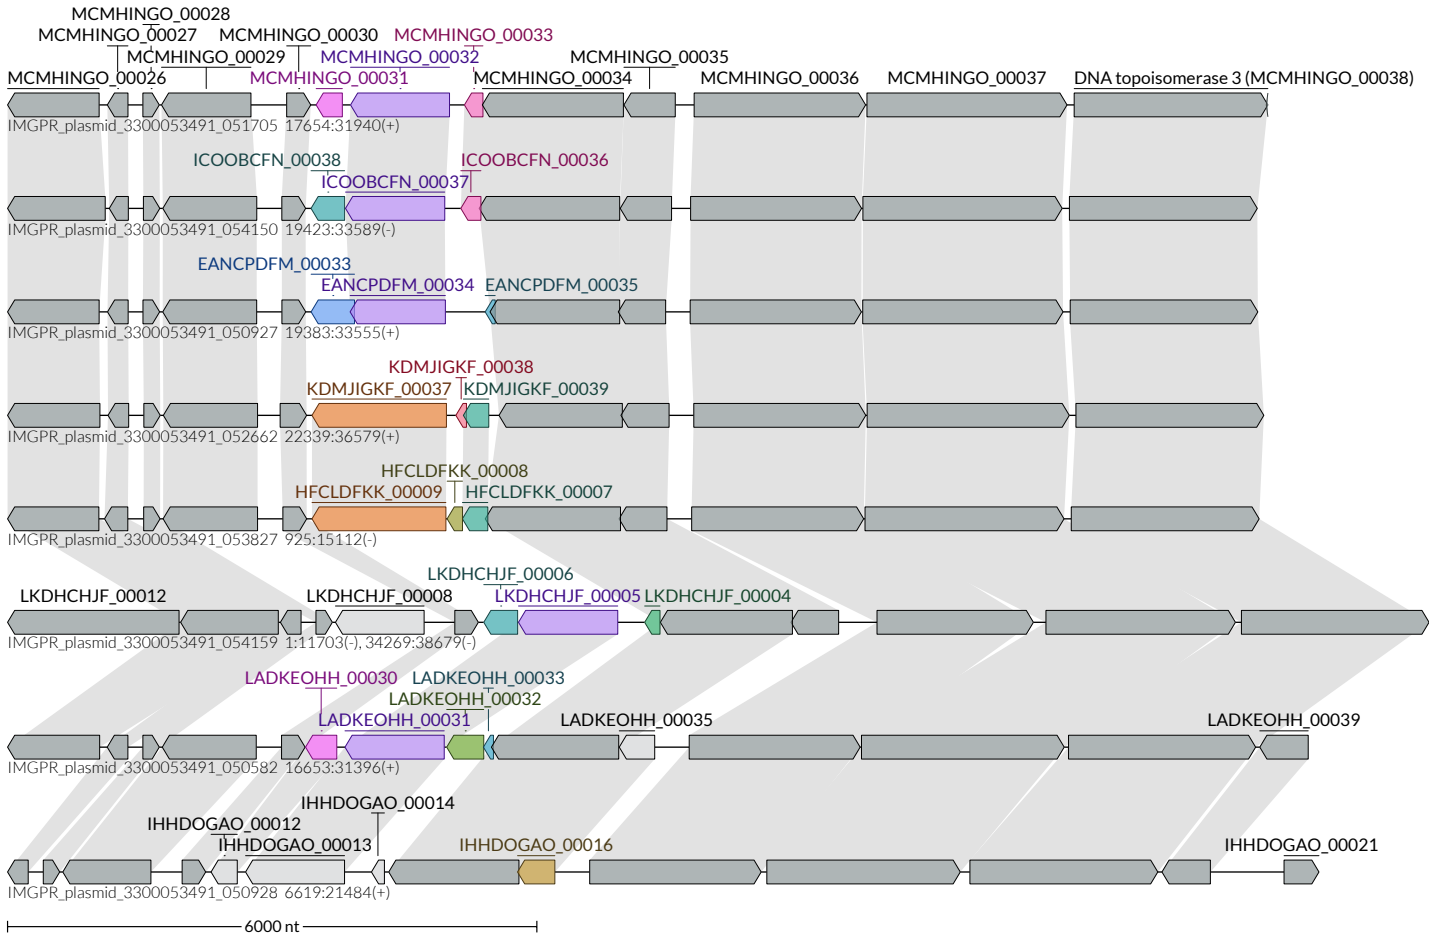 MCMHINGO_00028
MCMHINGO_00027 MCMHINGO_00030 MCMHINGO_00033
MCMHINGO_00029 MCMHINGO_00032 MCMHINGO_00035
MCMHINGO_00026 MCMHINGO_00031 MCMHINGO_00034 MCMHINGO_00036 MCMHINGO_00037 DNA topoisomerase 3 (MCMHINGO_00038)
IMGPR_plasmid_3300053491_051705 17654:31940(+)
ICOOBCFN_00038 ICOOBCFN_00036
ICOOBCFN_00037
IMGPR_plasmid_3300053491_054150 19423:33589(-)
EANCPDFM_00033
EANCPDFM_00034 EANCPDFM_00035
IMGPR_plasmid_3300053491_050927 19383:33555(+)
KDMJIGKF_00038
KDMJIGKF_00037 KDMJIGKF_00039
IMGPR_plasmid_3300053491_052662 22339:36579(+)
HFCLDFKK_00008
HFCLDFKK_00009 HFCLDFKK_00007
IMGPR_plasmid_3300053491_053827 925:15112(-)
LKDHCHJF_00006
LKDHCHJF_00012 LKDHCHJF_00008 LKDHCHJF_00005 LKDHCHJF_00004
IMGPR_plasmid_3300053491_054159 1:11703(-), 34269:38679(-)
LADKEOHH_00030 LADKEOHH_00033
LADKEOHH_00032
LADKEOHH_00031 LADKEOHH_00035 LADKEOHH_00039
IMGPR_plasmid_3300053491_050582 16653:31396(+)
IHHDOGAO_00014
IHHDOGAO_00012
IHHDOGAO_00013 IHHDOGAO_00016 IHHDOGAO_00021
IMGPR_plasmid_3300053491_050928 6619:21484(+)
6000 nt